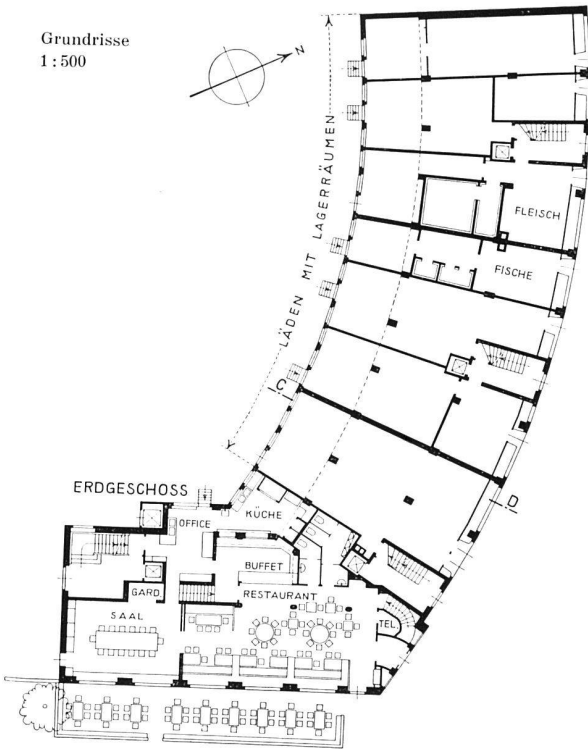 Grundrisse
1 : 500
N
LÄDEN MIT LAGERRÄUMEN
FLEISCH
FISCHE
C
D
Y
ERDGESCHOSS
OFFICE
KÜCHE
BUFFET
GARD.
RESTAURANT
SAAL
TEL.